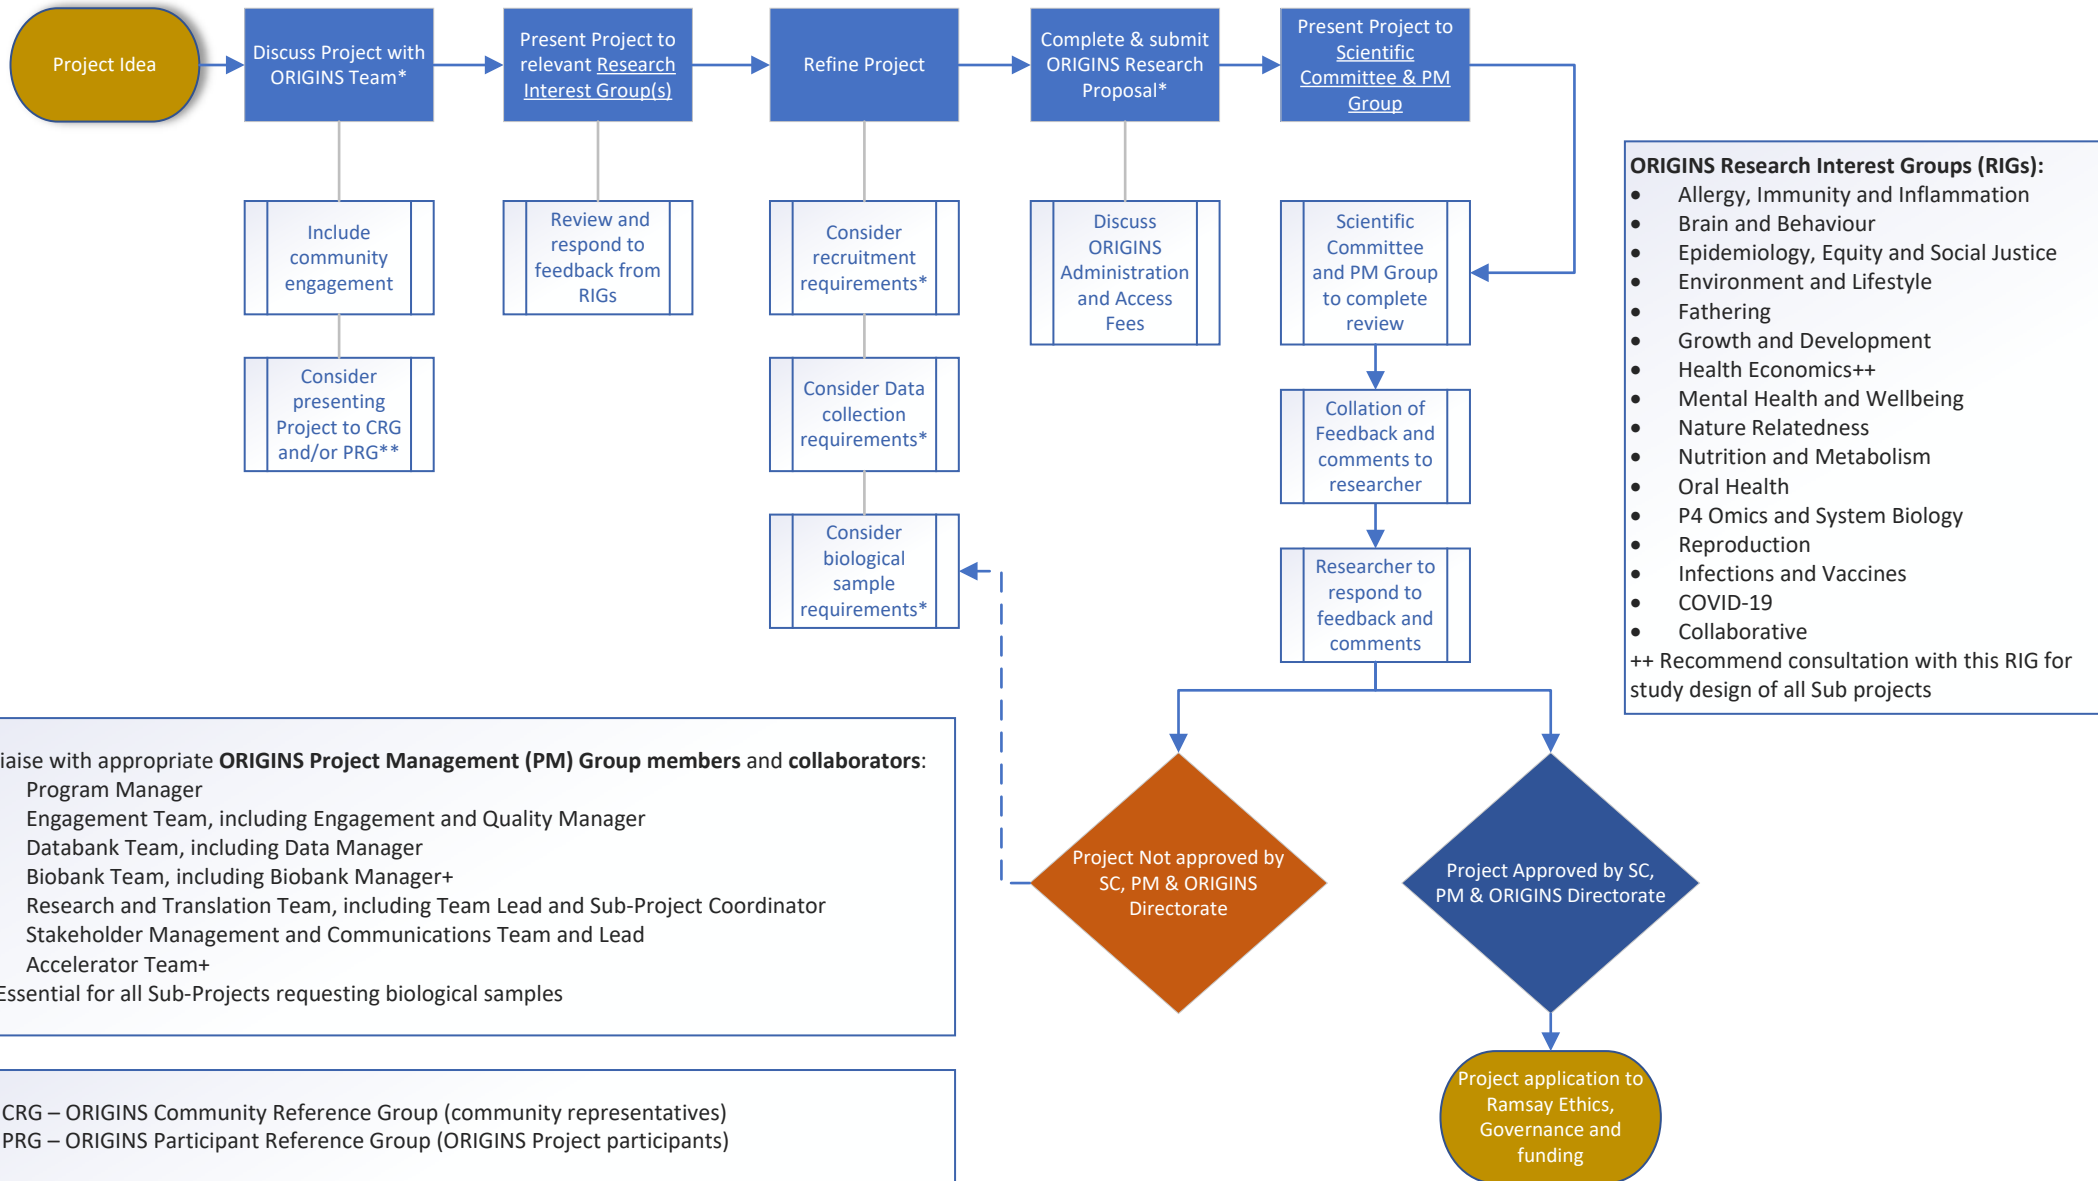 Project Idea
Discuss Project with
ORIGINS Team*
Present Project to
relevant Research
Interest Group(s)
Refine Project
Complete & submit
ORIGINS Research
Proposal*
Present Project to
Scientific
Committee & PM
Group
Include
community
engagement
Consider
presenting
Project to CRG
and/or PRG**
Review and
respond to
feedback from
RIGs
Consider
recruitment
requirements*
Consider Data
collection
requirements*
Consider
biological
sample
requirements*
Discuss
ORIGINS
Administration
and Access
Fees
Scientific
Committee
and PM Group
to complete
review
Collation of
Feedback and
comments to
researcher
Researcher to
respond to
feedback and
comments
ORIGINS Research Interest Groups (RIGs):
• Allergy, Immunity and Inflammation
• Brain and Behaviour
• Epidemiology, Equity and Social Justice
• Environment and Lifestyle
• Fathering
• Growth and Development
• Health Economics++
• Mental Health and Wellbeing
• Nature Relatedness
• Nutrition and Metabolism
• Oral Health
• P4 Omics and System Biology
• Reproduction
• Infections and Vaccines
• COVID-19
• Collaborative
++ Recommend consultation with this RIG for
study design of all Sub projects
iaise with appropriate ORIGINS Project Management (PM) Group members and collaborators:
Program Manager
Engagement Team, including Engagement and Quality Manager
Databank Team, including Data Manager
Biobank Team, including Biobank Manager+
Research and Translation Team, including Team Lead and Sub-Project Coordinator
Stakeholder Management and Communications Team and Lead
Accelerator Team+
Essential for all Sub-Projects requesting biological samples
CRG – ORIGINS Community Reference Group (community representatives)
PRG – ORIGINS Participant Reference Group (ORIGINS Project participants)
Project Not approved by
SC, PM & ORIGINS
Directorate
Project Approved by SC,
PM & ORIGINS Directorate
Project application to
Ramsay Ethics,
Governance and
funding